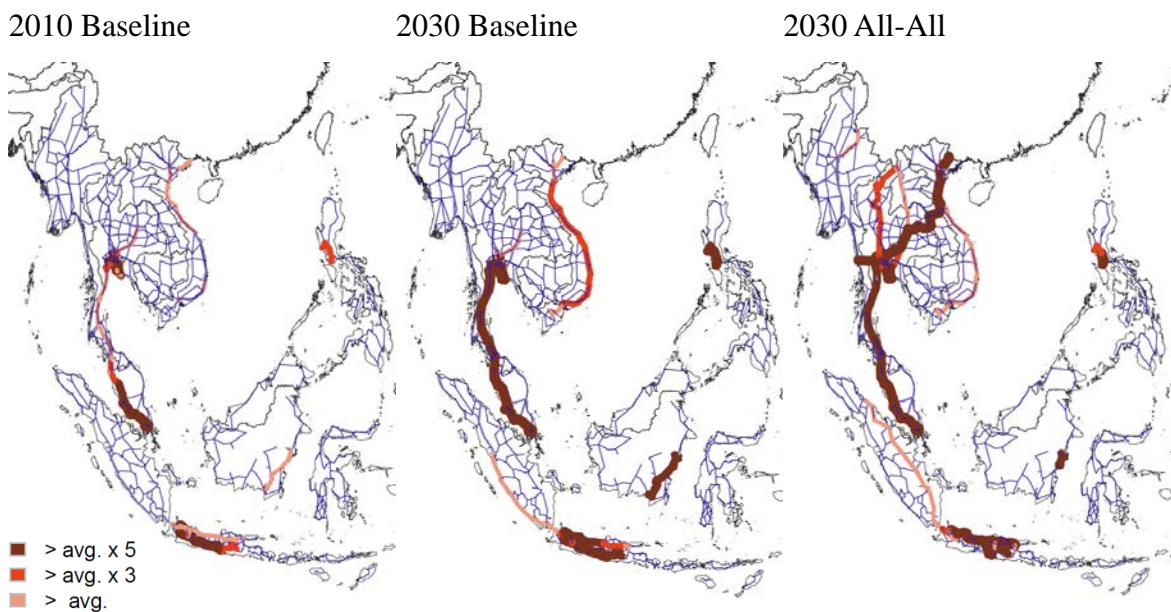 2010 Baseline
2030 Baseline
2030 All-All
> avg. x 5
> avg. x 3
> avg.